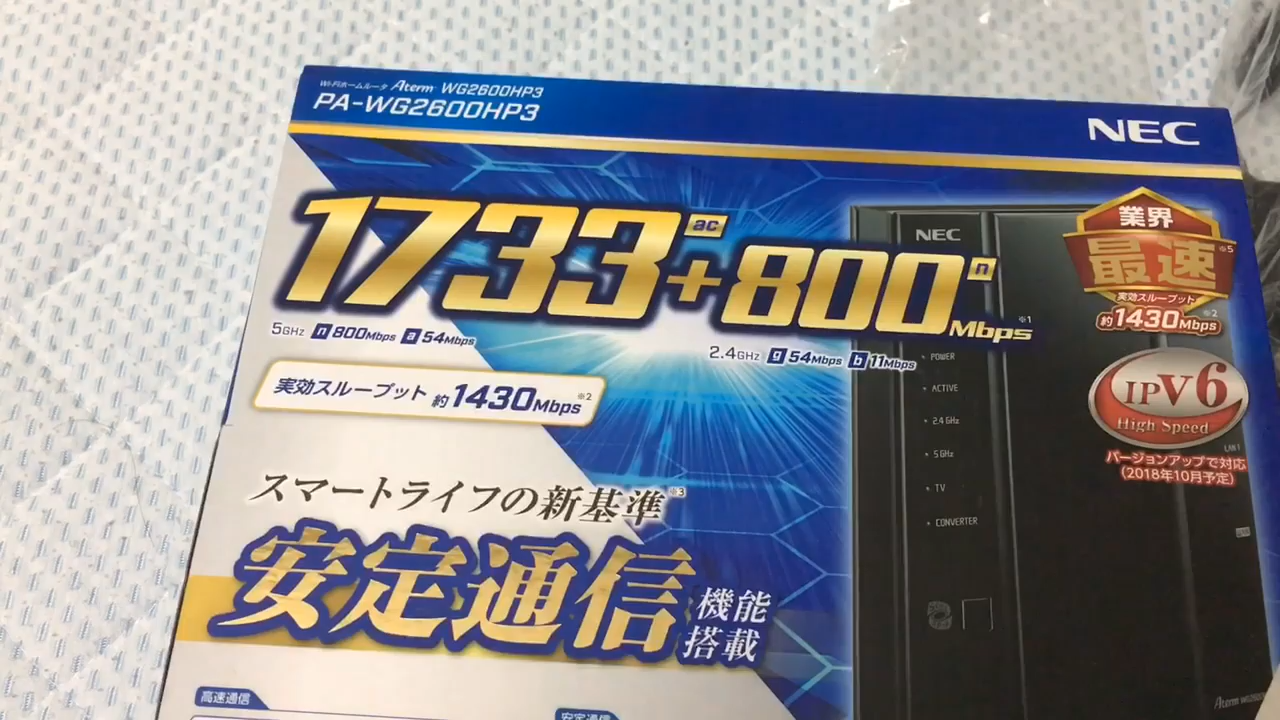 Wi-Fiホームルータ Aterm WG2600HP3
PA-WG2600HP3
NEC
1733ac+800n Mbps※1
5GHz n 800Mbps a 54Mbps
2.4GHz g 54Mbps b 11Mbps
実効スループット 約1430Mbps※2
スマートライフの新基準※3
安定通信 機能搭載
高速通信
安定通信
NEC
POWER
ACTIVE
2.4GHz
5GHz
TV
CONVERTER
業界
最速※5
実効スループット
約1430Mbps※2
IPv6
High Speed
バージョンアップで対応
(2018年10月予定)
LAN1